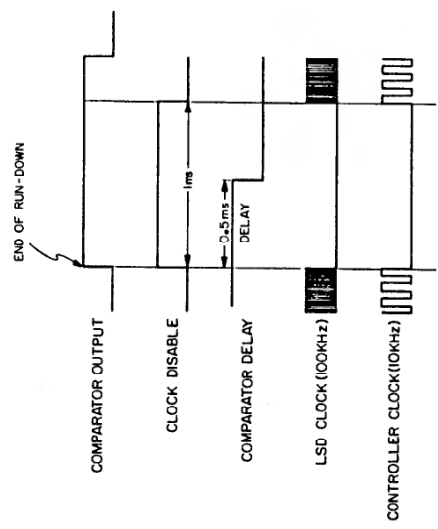 END OF RUN-DOWN
COMPARATOR OUTPUT
CLOCK DISABLE
1ms
COMPARATOR DELAY
0.5ms
DELAY
LSD CLOCK (100KHz)
CONTROLLER CLOCK (10KHz)